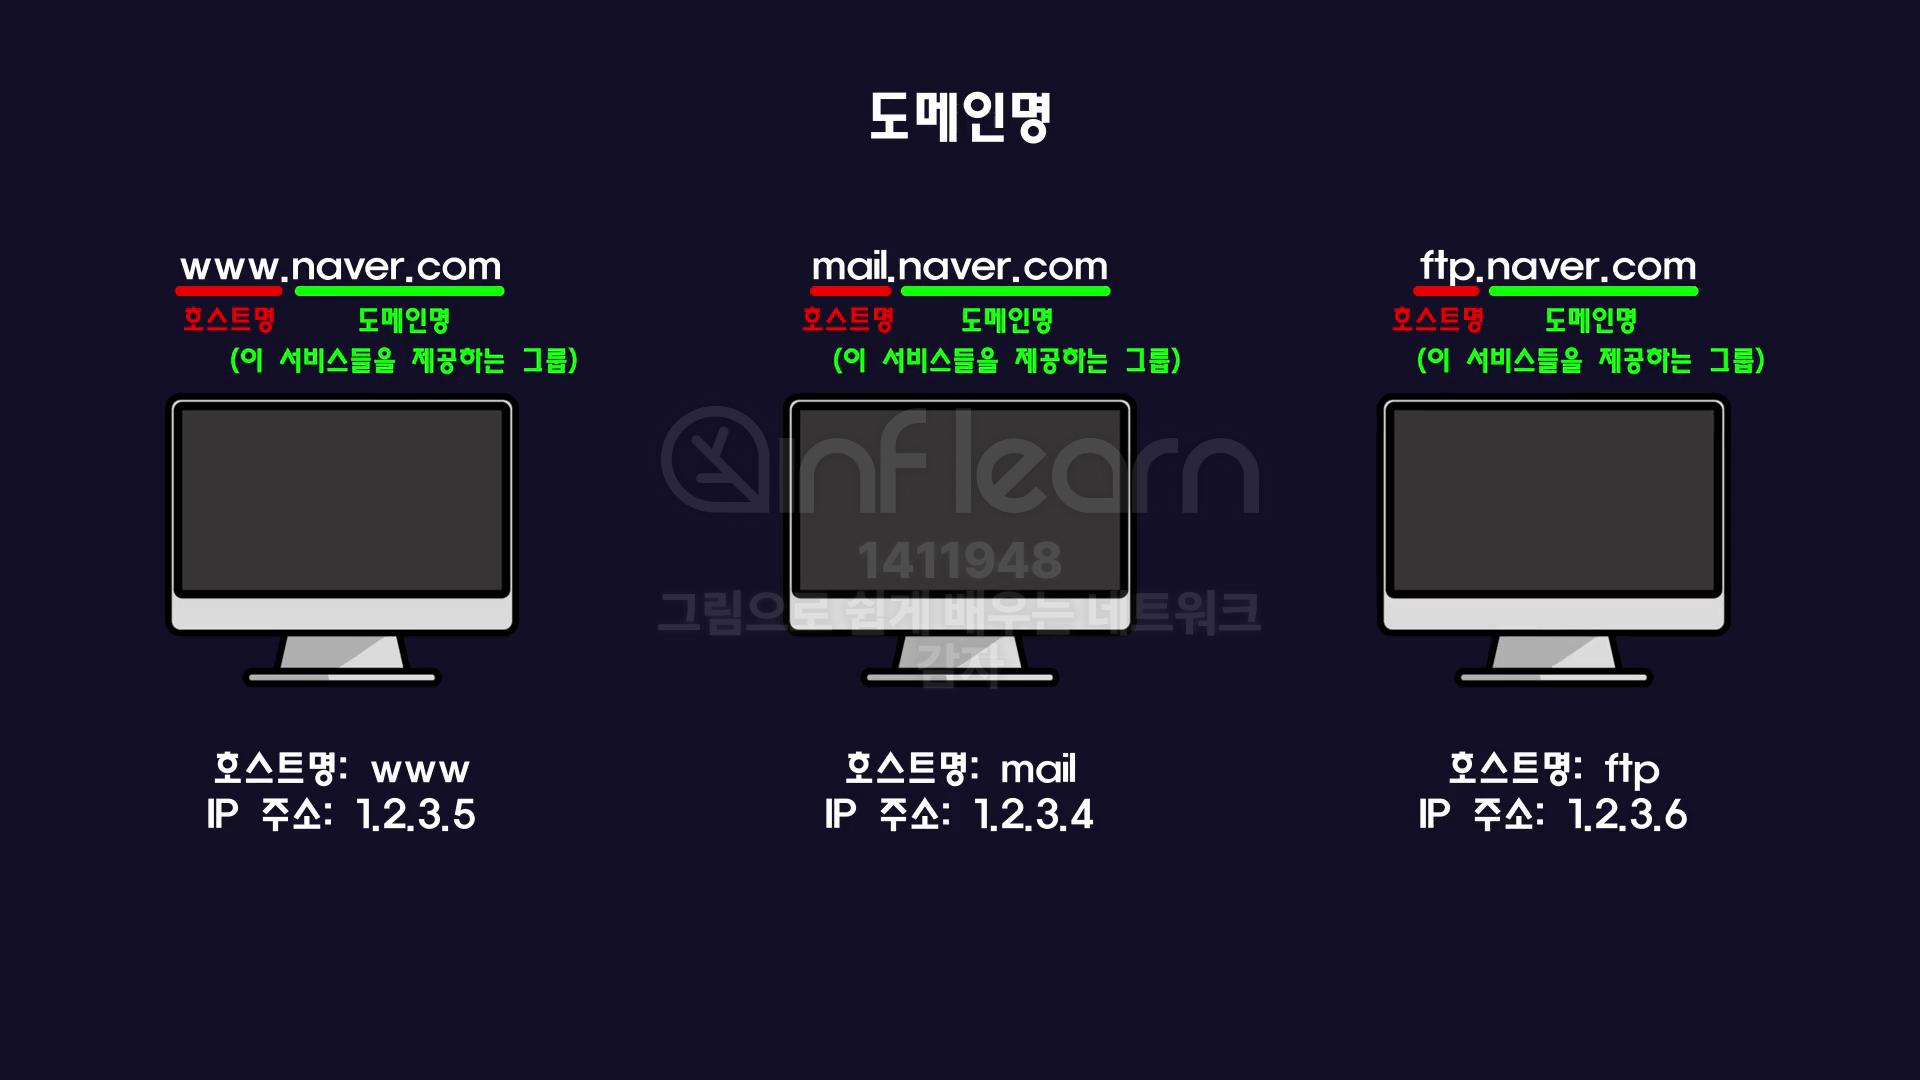 도메인명
www.naver.com
호스트명 도메인명
(이 서비스들을 제공하는 그룹)
호스트명: www
IP 주소: 1.2.3.5
mail.naver.com
호스트명 도메인명
(이 서비스들을 제공하는 그룹)
호스트명: mail
IP 주소: 1.2.3.4
ftp.naver.com
호스트명 도메인명
(이 서비스들을 제공하는 그룹)
호스트명: ftp
IP 주소: 1.2.3.6
inflearn
1411948
그림으로 쉽게 배우는 네트워크
감자